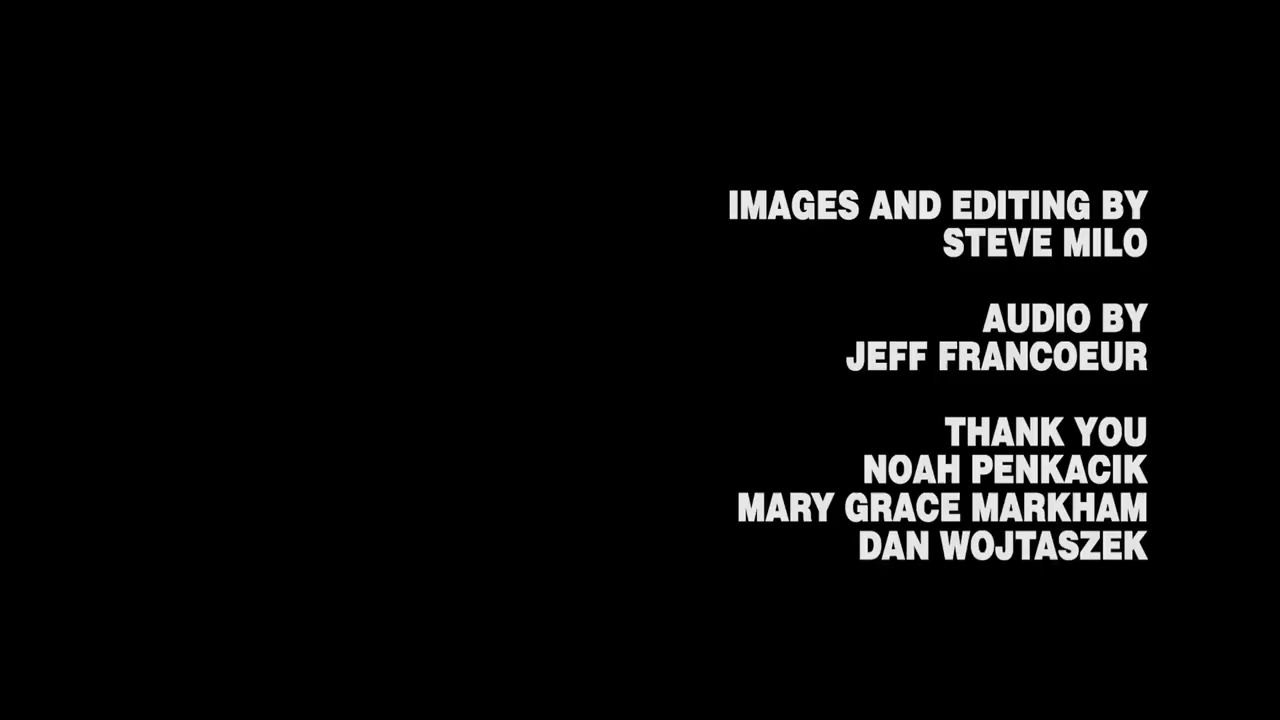 IMAGES AND EDITING BY
STEVE MILO
AUDIO BY
JEFF FRANCOEUR
THANK YOU
NOAH PENKACIK
MARY GRACE MARKHAM
DAN WOJTASZEK